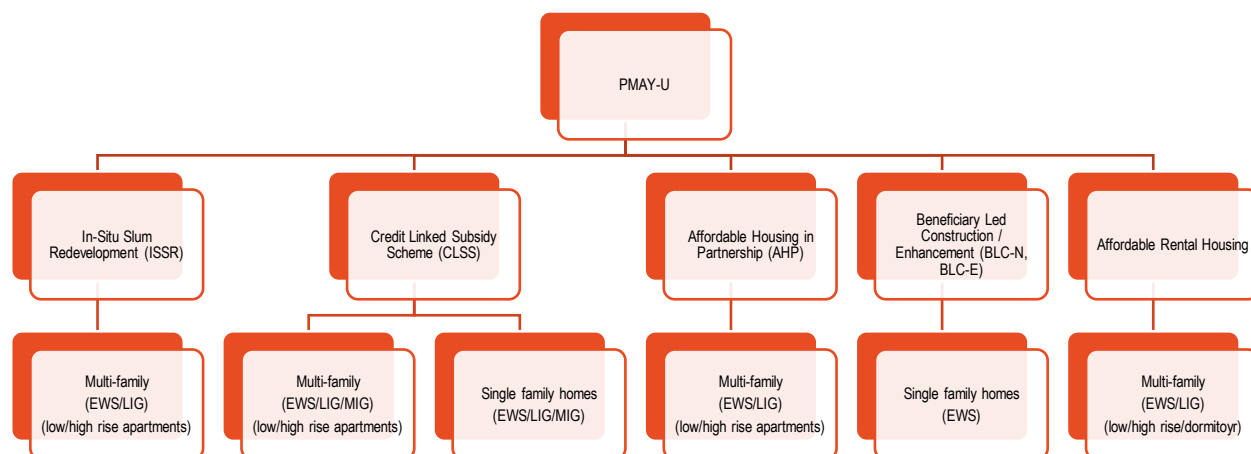 PMAY-U
In-Situ Slum
Redevelopment (ISSR)
Credit Linked Subsidy
Scheme (CLSS)
Affordable Housing in
Partnership (AHP)
Beneficiary Led
Construction /
Enhancement (BLC-N,
BLC-E)
Affordable Rental Housing
Multi-family
(EWS/LIG)
(low/high rise apartments)
Multi-family
(EWS/LIG/MIG)
(low/high rise apartments)
Single family homes
(EWS/LIG/MIG)
Multi-family
(EWS/LIG)
(low/high rise apartments)
Single family homes
(EWS)
Multi-family
(EWS/LIG)
(low/high rise/dormitoyr)